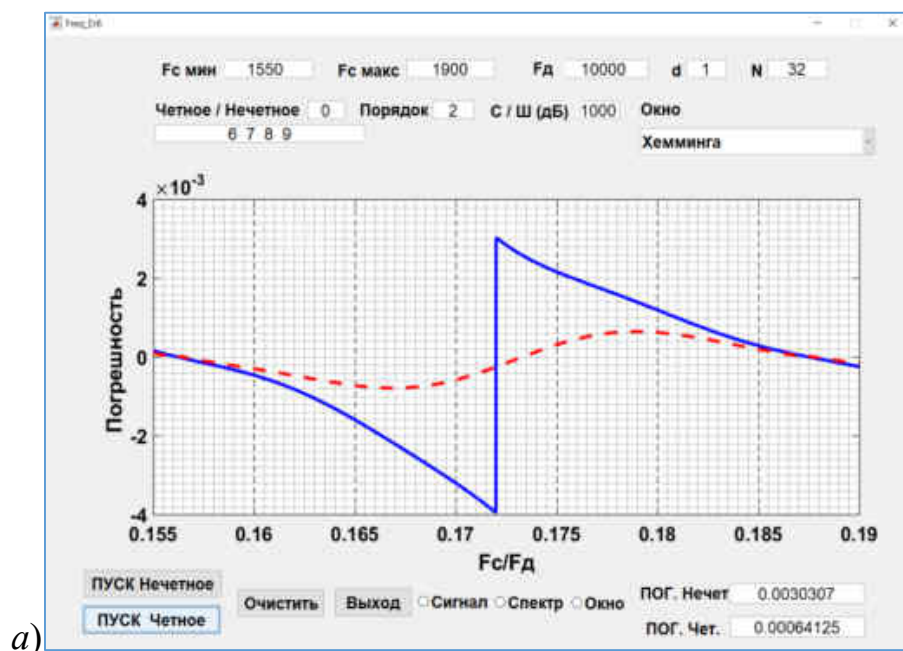 Freq_Err6
Fc мин 1550 Fc макс 1900 Fд 10000 d 1 N 32
Четное / Нечетное 0 Порядок 2 С / Ш (дБ) 1000 Окно
6 7 8 9
Хемминга
×10⁻³
4
2
0
-2
-4
Погрешность
0.155 0.16 0.165 0.17 0.175 0.18 0.185 0.19
Fc/Fд
ПУСК Нечетное
ПУСК Четное
Очистить Выход Сигнал Спектр Окно
ПОГ. Нечет 0.0030307
ПОГ. Чет. 0.00064125
а)